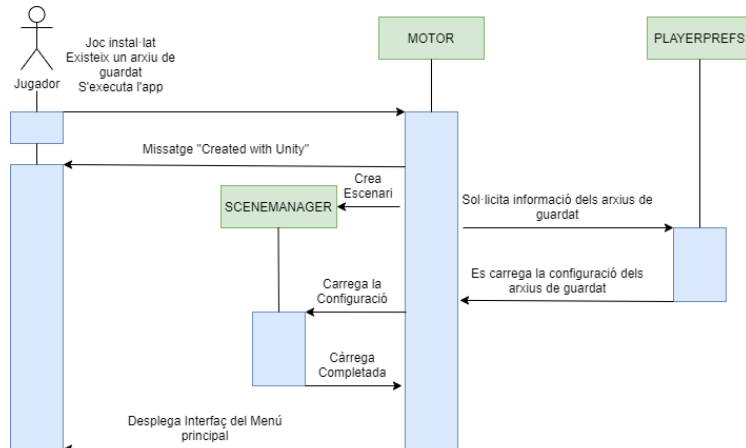 Joc instal·lat
Existeix un arxiu de
guardat
S'executa l'app
Jugador
MOTOR
PLAYERPREFS
Missatge "Created with Unity"
Crea
Escenari
SCENEMANAGER
Sol·licita informació dels arxius de
guardat
Es carrega la configuració dels
arxius de guardat
Carrega la
Configuració
Càrrega
Completada
Desplega Interfaç del Menú
principal